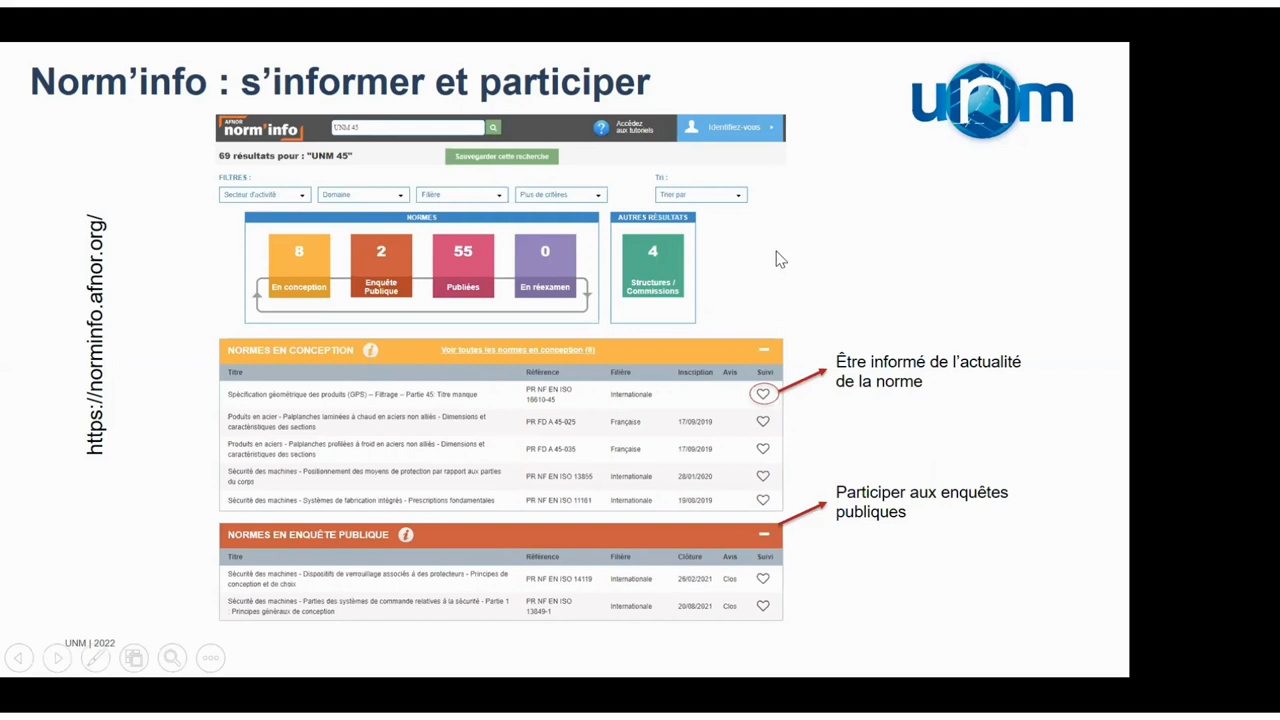 Norm'info : s'informer et participer
unm
https://norminfo.afnor.org/
AFNOR
norm'info
UNM 45
?
Accédez
aux tutoriels
Identifiez-vous
69 résultats pour : "UNM 45"
Sauvegarder cette recherche
FILTRES :
Tri :
Secteur d'activité
Domaine
Filière
Plus de critères
Trier par
NORMES
AUTRES RÉSULTATS
8
2
55
0
4
En conception
Enquête
Publique
Publiées
En réexamen
Structures /
Commissions
NORMES EN CONCEPTION
Voir toutes les normes en conception (8)
Titre Référence Filière Inscription Avis Suivi
Spécification géométrique des produits (GPS) -- Filtrage -- Partie 45: Titre manque
PR NF EN ISO
16610-45
Internationale
Poduits en acier - Palplanches laminées à chaud en aciers non alliés - Dimensions et
caractéristiques des sections
PR FD A 45-025
Française
17/09/2019
Produits en aciers - Palplanches profilées à froid en aciers non alliés - Dimensions et
caractéristiques des sections
PR FD A 45-035
Française
17/09/2019
Sécurité des machines - Positionnement des moyens de protection par rapport aux parties
du corps
PR NF EN ISO 13855
Internationale
28/01/2020
Sécurité des machines - Systèmes de fabrication intégrés - Prescriptions fondamentales
PR NF EN ISO 11161
Internationale
19/08/2019
Être informé de l'actualité
de la norme
NORMES EN ENQUÊTE PUBLIQUE
Titre Référence Filière Clôture Avis Suivi
Sécurité des machines - Dispositifs de verrouillage associés à des protecteurs - Principes de
conception et de choix
PR NF EN ISO 14119
Internationale
26/02/2021
Clos
Sécurité des machines - Parties des systèmes de commande relatives à la sécurité - Partie 1
: Principes généraux de conception
PR NF EN ISO
13849-1
Internationale
20/08/2021
Clos
Participer aux enquêtes
publiques
UNM | 2022